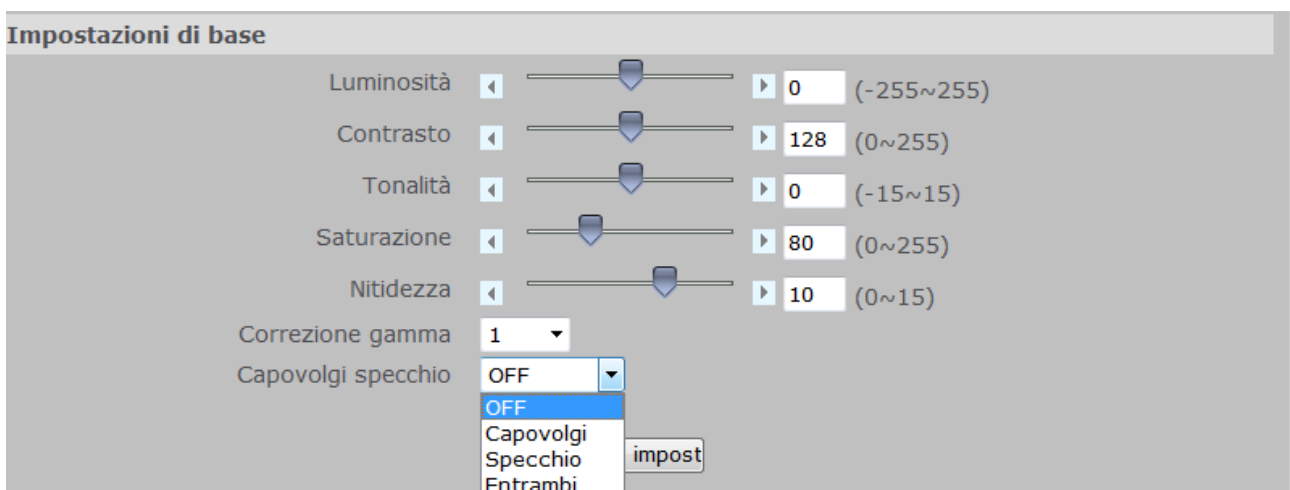 Impostazioni di base
Luminosità 0 (-255~255)
Contrasto 128 (0~255)
Tonalità 0 (-15~15)
Saturazione 80 (0~255)
Nitidezza 10 (0~15)
Correzione gamma 1
Capovolgi specchio OFF
OFF
Capovolgi
Specchio impost
Entrambi